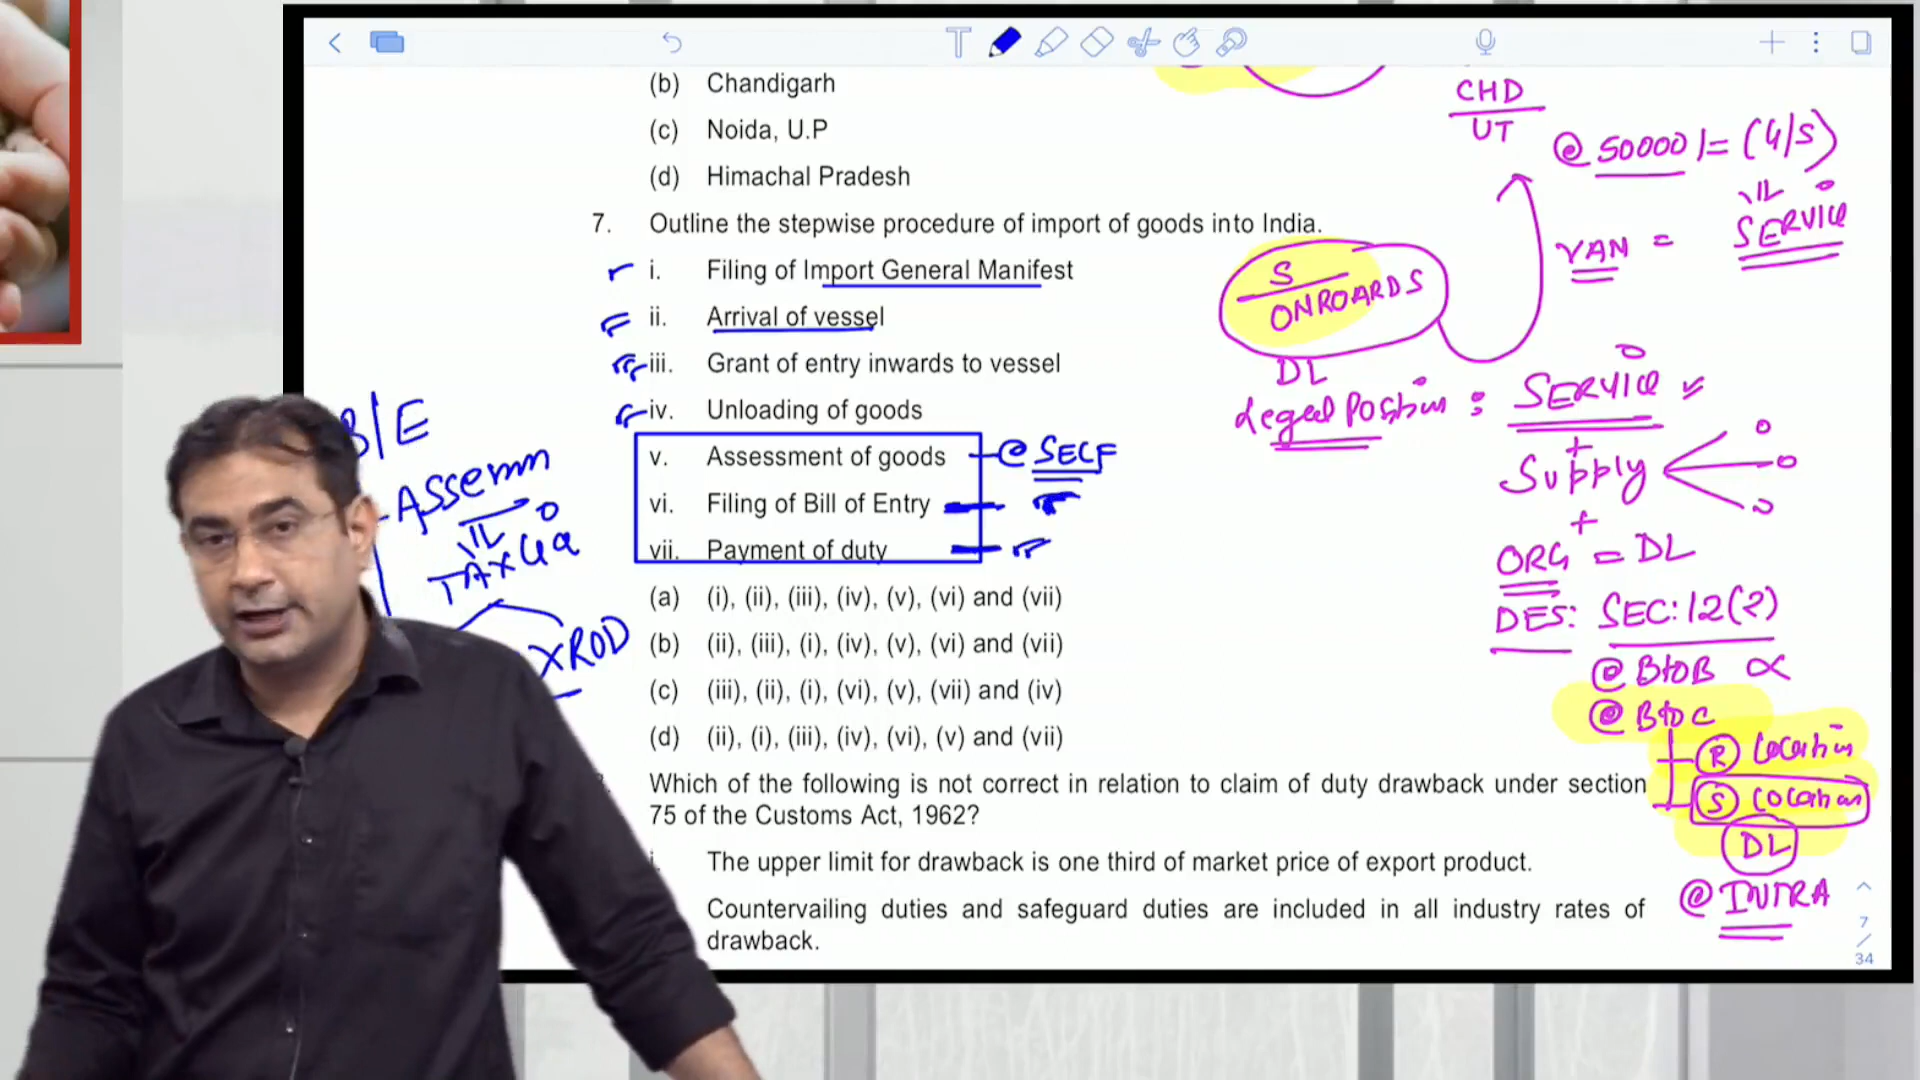 (b) Chandigarh
(c) Noida, U.P
(d) Himachal Pradesh
7. Outline the stepwise procedure of import of goods into India.
i. Filing of Import General Manifest
ii. Arrival of vessel
iii. Grant of entry inwards to vessel
iv. Unloading of goods
v. Assessment of goods
vi. Filing of Bill of Entry
vii. Payment of duty
(a) (i), (ii), (iii), (iv), (v), (vi) and (vii)
(b) (ii), (iii), (i), (iv), (v), (vi) and (vii)
(c) (iii), (ii), (i), (vi), (v), (vii) and (iv)
(d) (ii), (i), (iii), (iv), (vi), (v) and (vii)
Which of the following is not correct in relation to claim of duty drawback under section
75 of the Customs Act, 1962?
The upper limit for drawback is one third of market price of export product.
Countervailing duties and safeguard duties are included in all industry rates of
drawback.
B/E
@ SELF
XROD
CHD
UT
@ 50000/= (4/S)
VAN = SERVICE
S
ONBOARDS
DL
Legal Position : SERVICE
+
Supply
+
ORG = DL
DES: SEC:12(2)
@ BtoB
@ BtoC
R Location
S Location
DL
@ INTRA
7
/
34